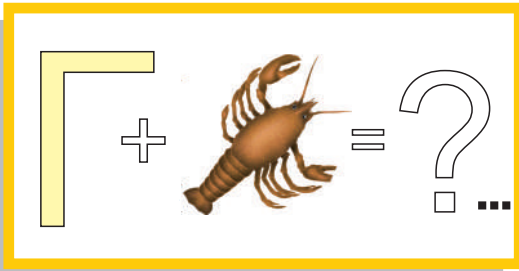 Г + = ? ...